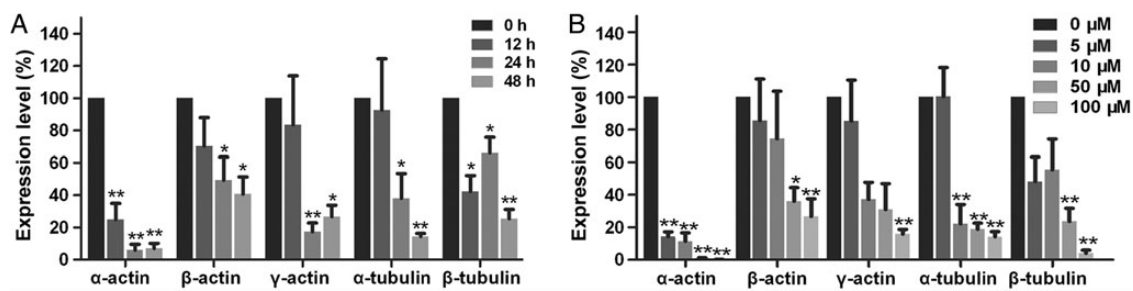 A
Expression level (%)
140
120
100
80
60
40
20
0
0 h
12 h
24 h
48 h
** ** **
* *
** *
* **
* * **
α-actin β-actin γ-actin α-tubulin β-tubulin
B
Expression level (%)
140
120
100
80
60
40
20
0
0 µM
5 µM
10 µM
50 µM
100 µM
** ** ** **
* **
**
** ** **
** **
α-actin β-actin γ-actin α-tubulin β-tubulin